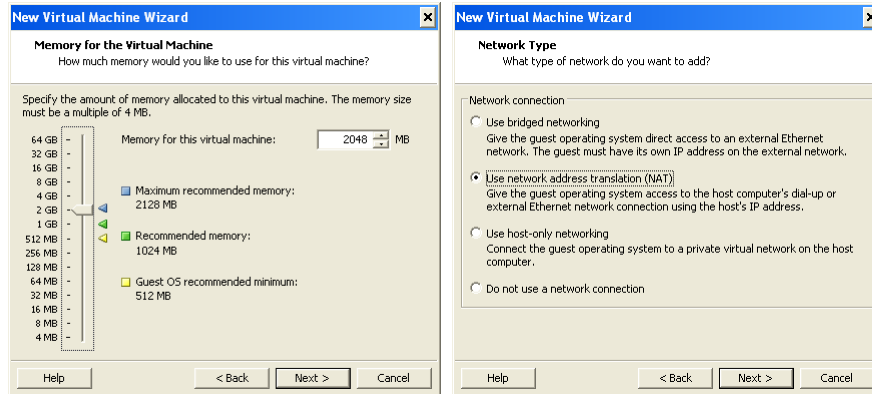 New Virtual Machine Wizard
Memory for the Virtual Machine
How much memory would you like to use for this virtual machine?
Specify the amount of memory allocated to this virtual machine. The memory size
must be a multiple of 4 MB.
64 GB
32 GB
16 GB
8 GB
4 GB
2 GB
1 GB
512 MB
256 MB
128 MB
64 MB
32 MB
16 MB
8 MB
4 MB
Memory for this virtual machine: 2048 MB
Maximum recommended memory:
2128 MB
Recommended memory:
1024 MB
Guest OS recommended minimum:
512 MB
Help < Back Next > Cancel
New Virtual Machine Wizard
Network Type
What type of network do you want to add?
Network connection
Use bridged networking
Give the guest operating system direct access to an external Ethernet
network. The guest must have its own IP address on the external network.
Use network address translation (NAT)
Give the guest operating system access to the host computer's dial-up or
external Ethernet network connection using the host's IP address.
Use host-only networking
Connect the guest operating system to a private virtual network on the host
computer.
Do not use a network connection
Help < Back Next > Cancel